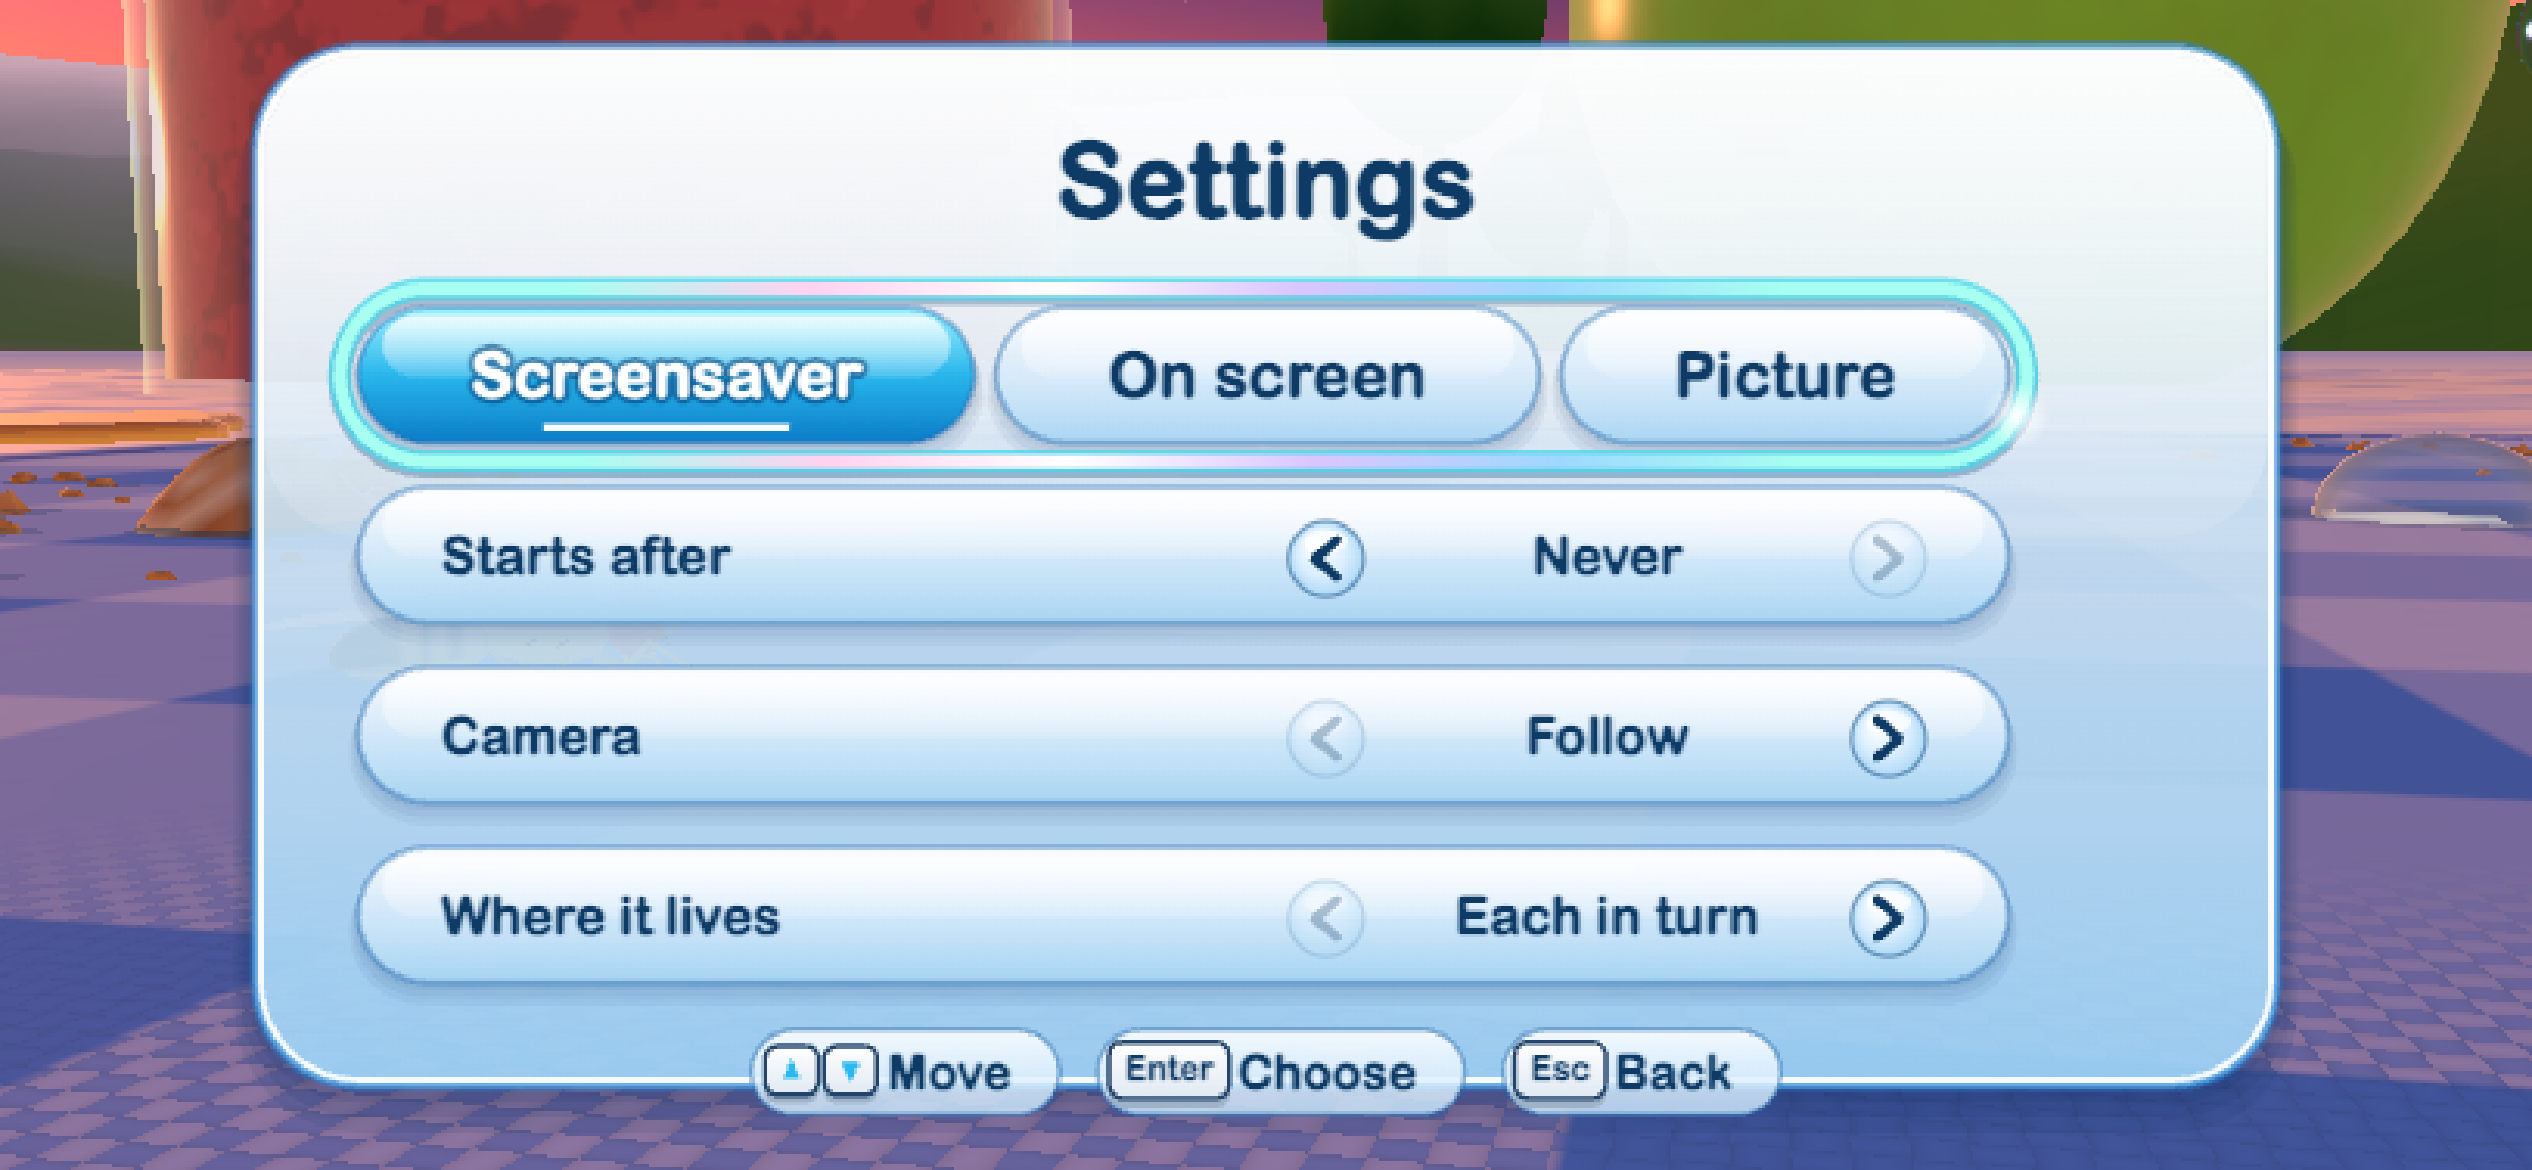 Settings
Screensaver On screen Picture
Starts after < Never >
Camera < Follow >
Where it lives < Each in turn >
▲ ▼ Move Enter Choose Esc Back